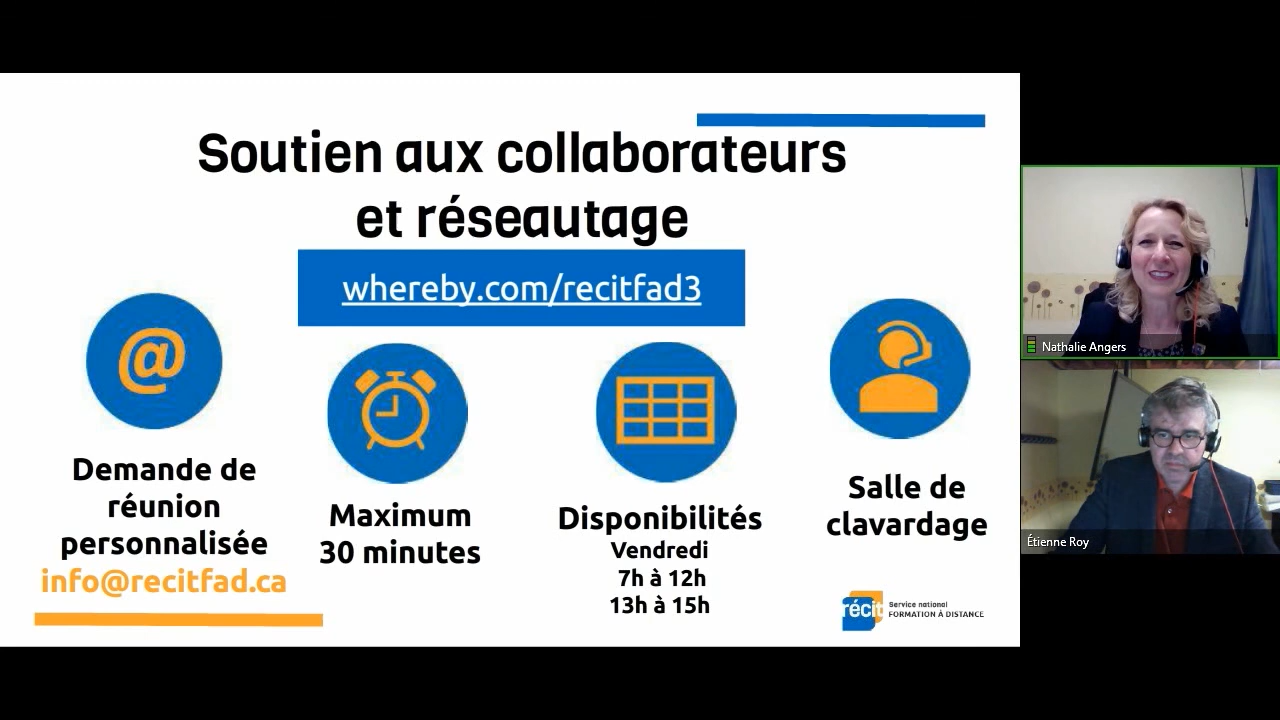 Soutien aux collaborateurs
et réseautage
whereby.com/recitfad3
Demande de
réunion
personnalisée
info@recitfad.ca
Maximum
30 minutes
Disponibilités
Vendredi
7h à 12h
13h à 15h
Salle de
clavardage
récit
Service national
FORMATION À DISTANCE
Nathalie Angers
Étienne Roy